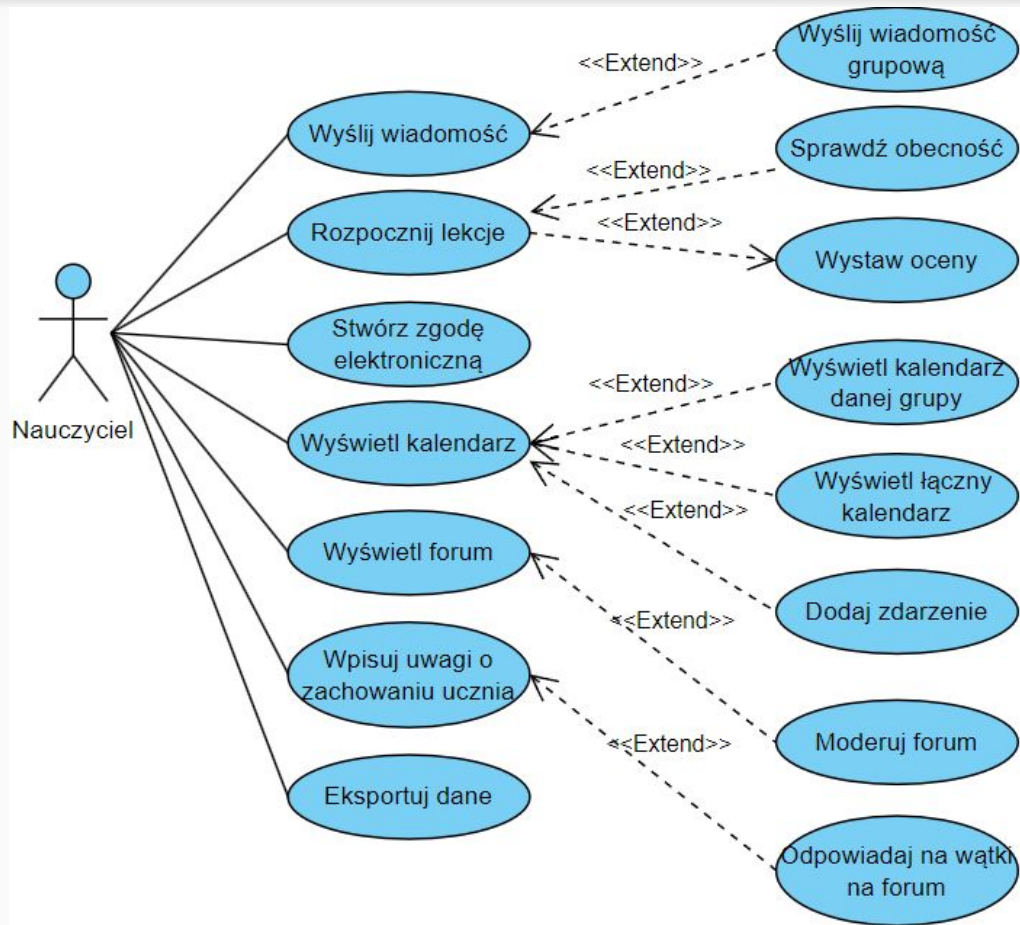 Wyślij wiadomość
grupową
<<Extend>>
Wyślij wiadomość
Sprawdź obecność
<<Extend>>
<<Extend>>
Rozpocznij lekcje
Wystaw oceny
Stwórz zgodę
elektroniczną
Wyświetl kalendarz
danej grupy
<<Extend>>
Nauczyciel
Wyświetl kalendarz
<<Extend>>
Wyświetl łączny
kalendarz
<<Extend>>
Wyświetl forum
Dodaj zdarzenie
<<Extend>>
Wpisuj uwagi o
zachowaniu ucznia
<<Extend>>
Moderuj forum
Eksportuj dane
Odpowiadaj na wątki
na forum